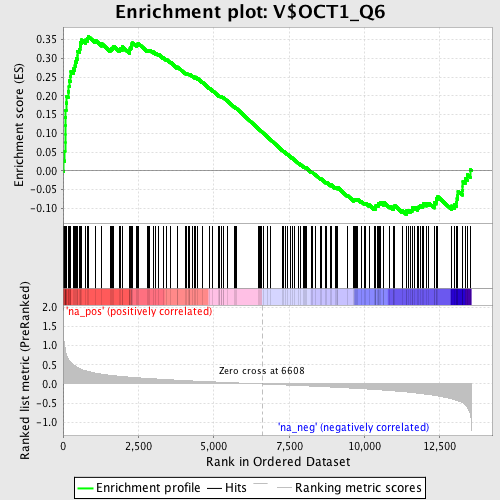 Enrichment plot: V$OCT1_Q6
Enrichment score (ES)
0.35
0.30
0.25
0.20
0.15
0.10
0.05
0.00
-0.05
-0.10
Ranked list metric (PreRanked)
2.0
1.5
1.0
0.5
0.0
-0.5
-1.0
'na_pos' (positively correlated)
Zero cross at 6608
'na_neg' (negatively correlated)
0
2,500
5,000
7,500
10,000
12,500
Rank in Ordered Dataset
Enrichment profile
Hits
Ranking metric scores